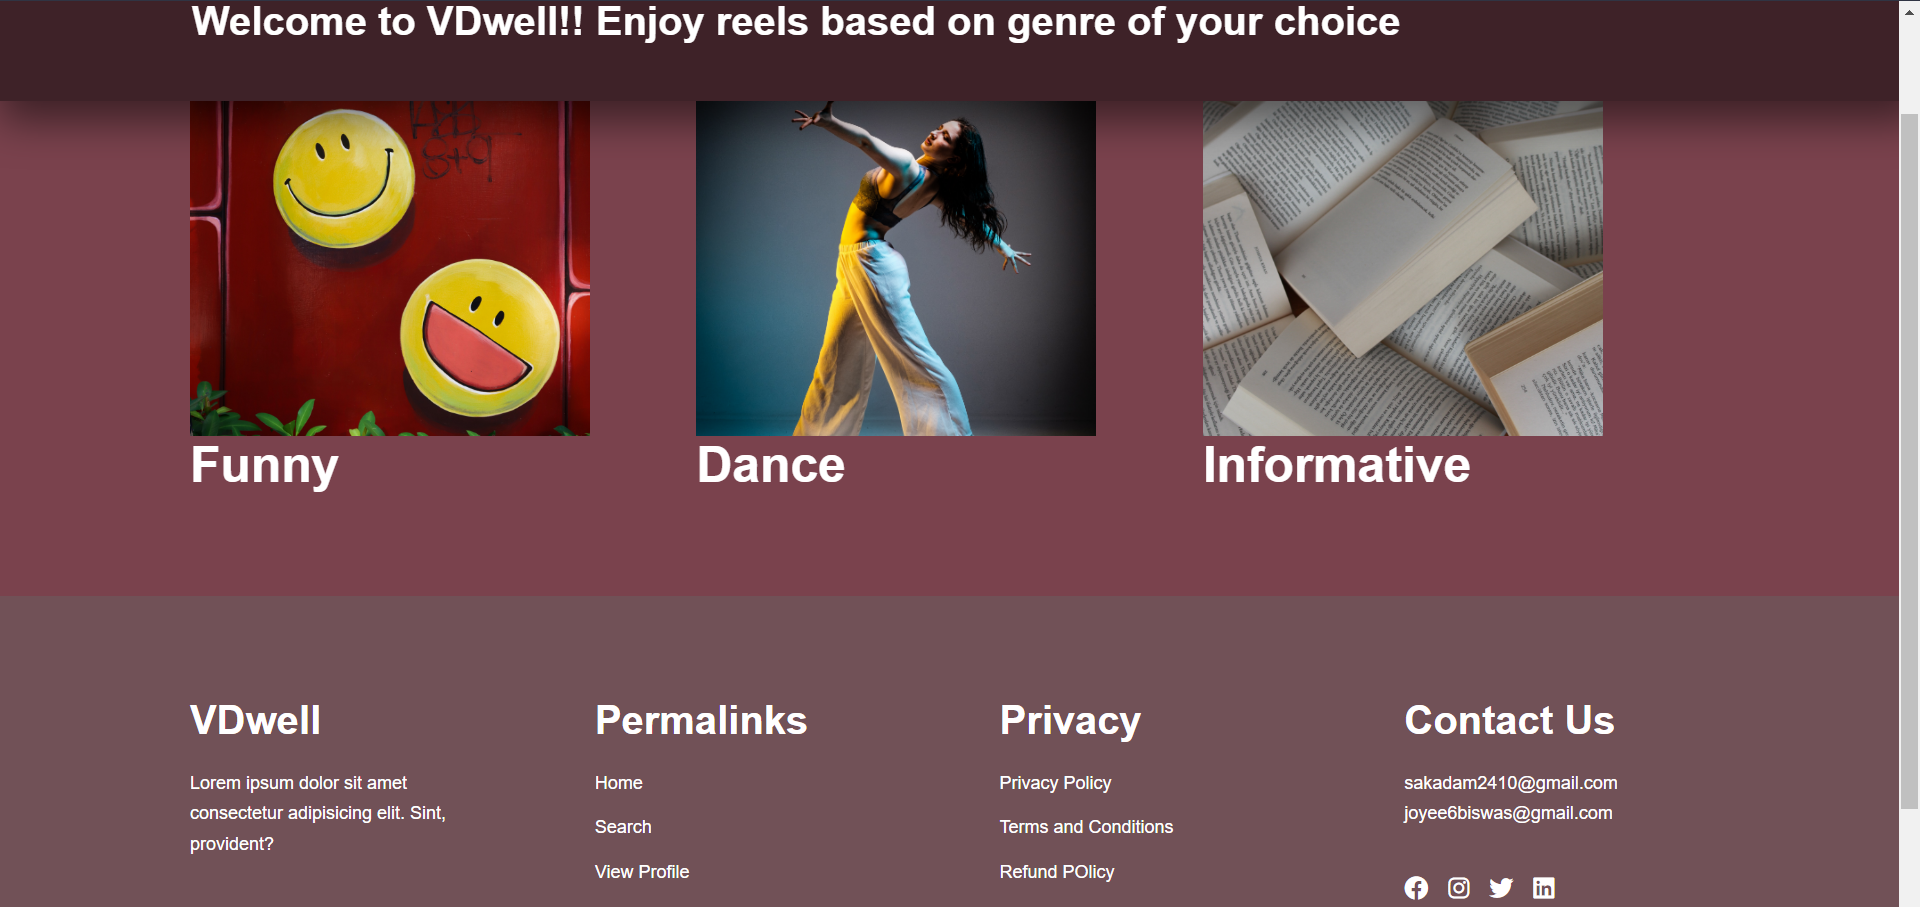 Welcome to VDwell!! Enjoy reels based on genre of your choice
Funny
Dance
Informative
VDwell
Lorem ipsum dolor sit amet
consectetur adipisicing elit. Sint,
provident?
Permalinks
Home
Search
View Profile
Privacy
Privacy Policy
Terms and Conditions
Refund POlicy
Contact Us
sakadam2410@gmail.com
joyee6biswas@gmail.com